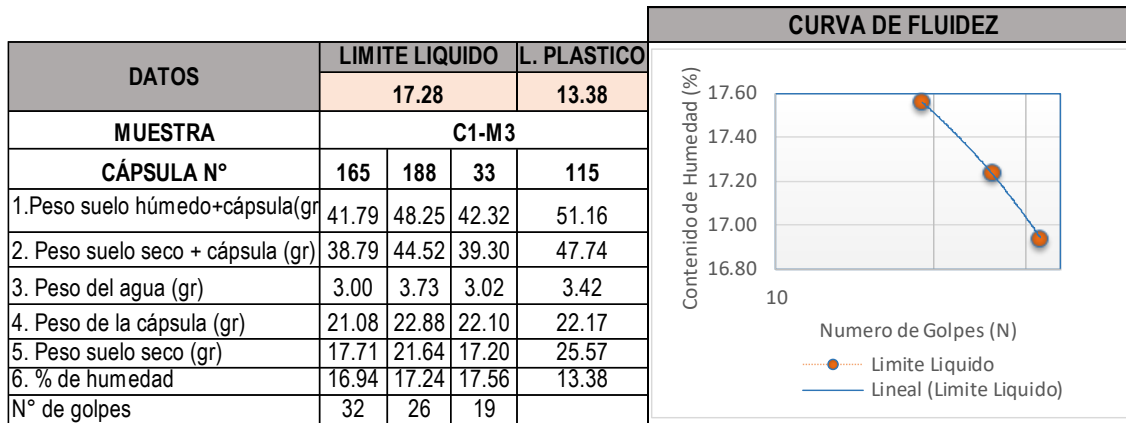 CURVA DE FLUIDEZ
DATOS LIMITE LIQUIDO L. PLASTICO
17.28 13.38
MUESTRA C1-M3
CÁPSULA N° 165 188 33 115
1.Peso suelo húmedo+cápsula(gr 41.79 48.25 42.32 51.16
2. Peso suelo seco + cápsula (gr) 38.79 44.52 39.30 47.74
3. Peso del agua (gr) 3.00 3.73 3.02 3.42
4. Peso de la cápsula (gr) 21.08 22.88 22.10 22.17
5. Peso suelo seco (gr) 17.71 21.64 17.20 25.57
6. % de humedad 16.94 17.24 17.56 13.38
N° de golpes 32 26 19
Contenido de Humedad (%)
17.60
17.40
17.20
17.00
16.80
10
Numero de Golpes (N)
Limite Liquido
Lineal (Limite Liquido)